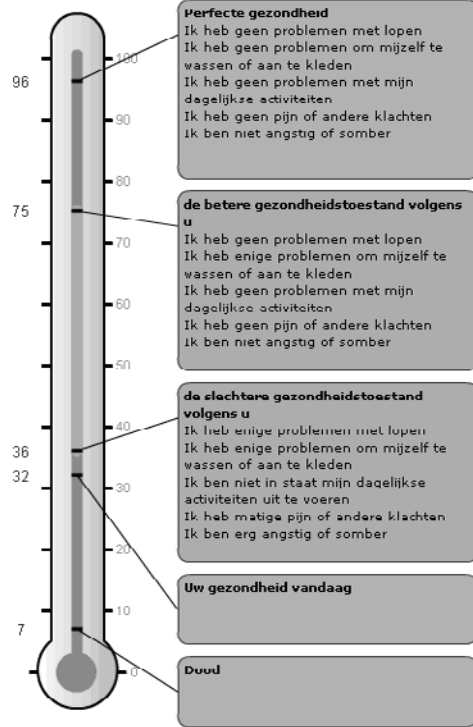 Perfecte gezondheid
Ik heb geen problemen met lopen
Ik heb geen problemen om mijzelf te
wassen of aan te kleden
Ik heb geen problemen met mijn
dagelijkse activiteiten
Ik heb geen pijn of andere klachten
Ik ben niet angstig of somber
de betere gezondheidstoestand volgens
u
Ik heb geen problemen met lopen
Ik heb enige problemen om mijzelf te
wassen of aan te kleden
Ik heb geen problemen met mijn
dagelijkse activiteiten
Ik heb geen pijn of andere klachten
Ik ben niet angstig of somber
de slechtere gezondheidstoestand
volgens u
Ik heb enige problemen met lopen
Ik heb enige problemen om mijzelf te
wassen of aan te kleden
Ik ben niet in staat mijn dagelijkse
activiteiten uit te voeren
Ik heb matige pijn of andere klachten
Ik ben erg angstig of somber
Uw gezondheid vandaag
Dood
96
75
36
32
7
100
90
80
70
60
50
40
30
20
10
0